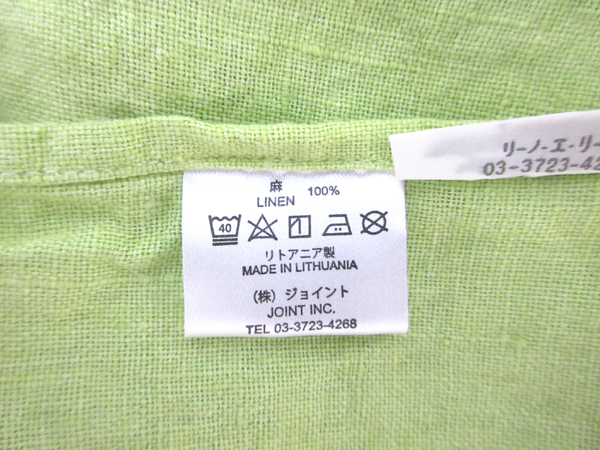 麻
LINEN 100%
40
リトアニア製
MADE IN LITHUANIA
(株) ジョイント
JOINT INC.
TEL 03-3723-4268
リーノ・エ・リー
03-3723-42